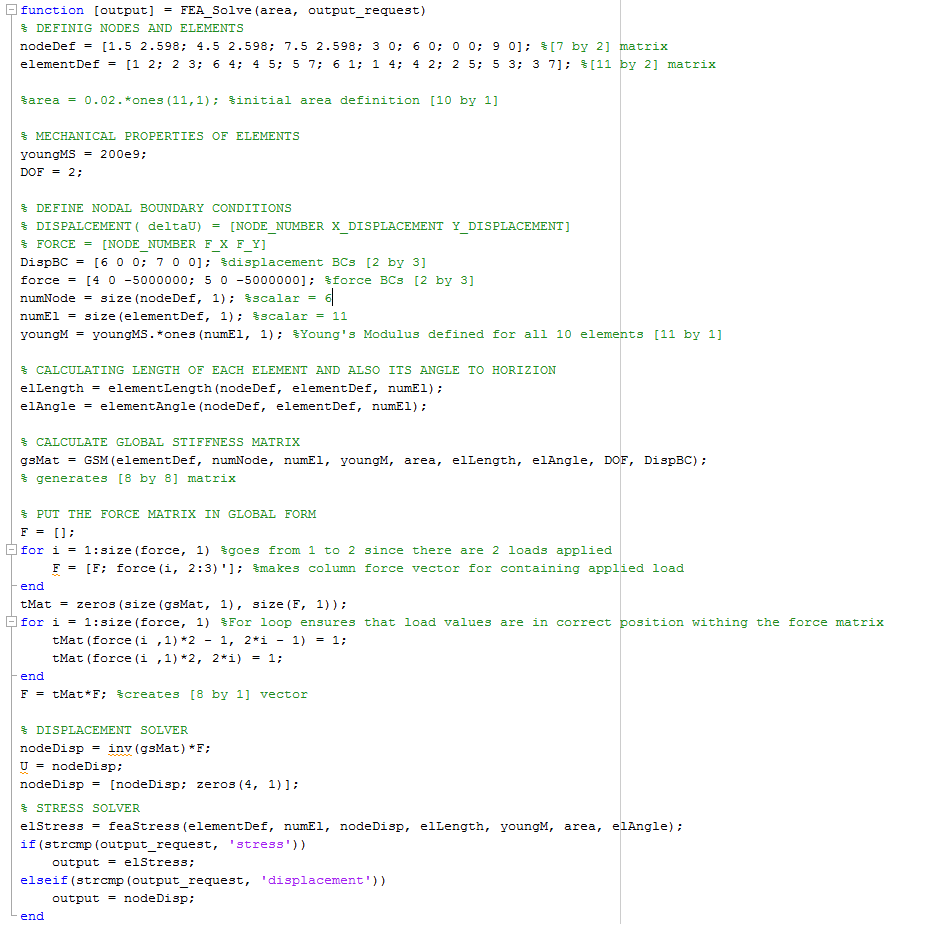 function [output] = FEA_Solve(area, output_request)
% DEFINIG NODES AND ELEMENTS
nodeDef = [1.5 2.598; 4.5 2.598; 7.5 2.598; 3 0; 6 0; 0 0; 9 0]; %[7 by 2] matrix
elementDef = [1 2; 2 3; 6 4; 4 5; 5 7; 6 1; 1 4; 4 2; 2 5; 5 3; 3 7]; %[11 by 2] matrix
%area = 0.02.*ones(11,1); %initial area definition [10 by 1]
% MECHANICAL PROPERTIES OF ELEMENTS
youngMS = 200e9;
DOF = 2;
% DEFINE NODAL BOUNDARY CONDITIONS
% DISPALCEMENT( deltaU) = [NODE_NUMBER X_DISPLACEMENT Y_DISPLACEMENT]
% FORCE = [NODE_NUMBER F_X F_Y]
DispBC = [6 0 0; 7 0 0]; %displacement BCs [2 by 3]
force = [4 0 -5000000; 5 0 -5000000]; %force BCs [2 by 3]
numNode = size(nodeDef, 1); %scalar = 6
numEl = size(elementDef, 1); %scalar = 11
youngM = youngMS.*ones(numEl, 1); %Young's Modulus defined for all 10 elements [11 by 1]
% CALCULATING LENGTH OF EACH ELEMENT AND ALSO ITS ANGLE TO HORIZION
elLength = elementLength(nodeDef, elementDef, numEl);
elAngle = elementAngle(nodeDef, elementDef, numEl);
% CALCULATE GLOBAL STIFFNESS MATRIX
gsMat = GSM(elementDef, numNode, numEl, youngM, area, elLength, elAngle, DOF, DispBC);
% generates [8 by 8] matrix
% PUT THE FORCE MATRIX IN GLOBAL FORM
F = [];
for i = 1:size(force, 1) %goes from 1 to 2 since there are 2 loads applied
F = [F; force(i, 2:3)']; %makes column force vector for containing applied load
end
tMat = zeros(size(gsMat, 1), size(F, 1));
for i = 1:size(force, 1) %For loop ensures that load values are in correct position withing the force matrix
tMat(force(i ,1)*2 - 1, 2*i - 1) = 1;
tMat(force(i ,1)*2, 2*i) = 1;
end
F = tMat*F; %creates [8 by 1] vector
% DISPLACEMENT SOLVER
nodeDisp = inv(gsMat)*F;
U = nodeDisp;
nodeDisp = [nodeDisp; zeros(4, 1)];
% STRESS SOLVER
elStress = feaStress(elementDef, numEl, nodeDisp, elLength, youngM, area, elAngle);
if(strcmp(output_request, 'stress'))
output = elStress;
elseif(strcmp(output_request, 'displacement'))
output = nodeDisp;
end